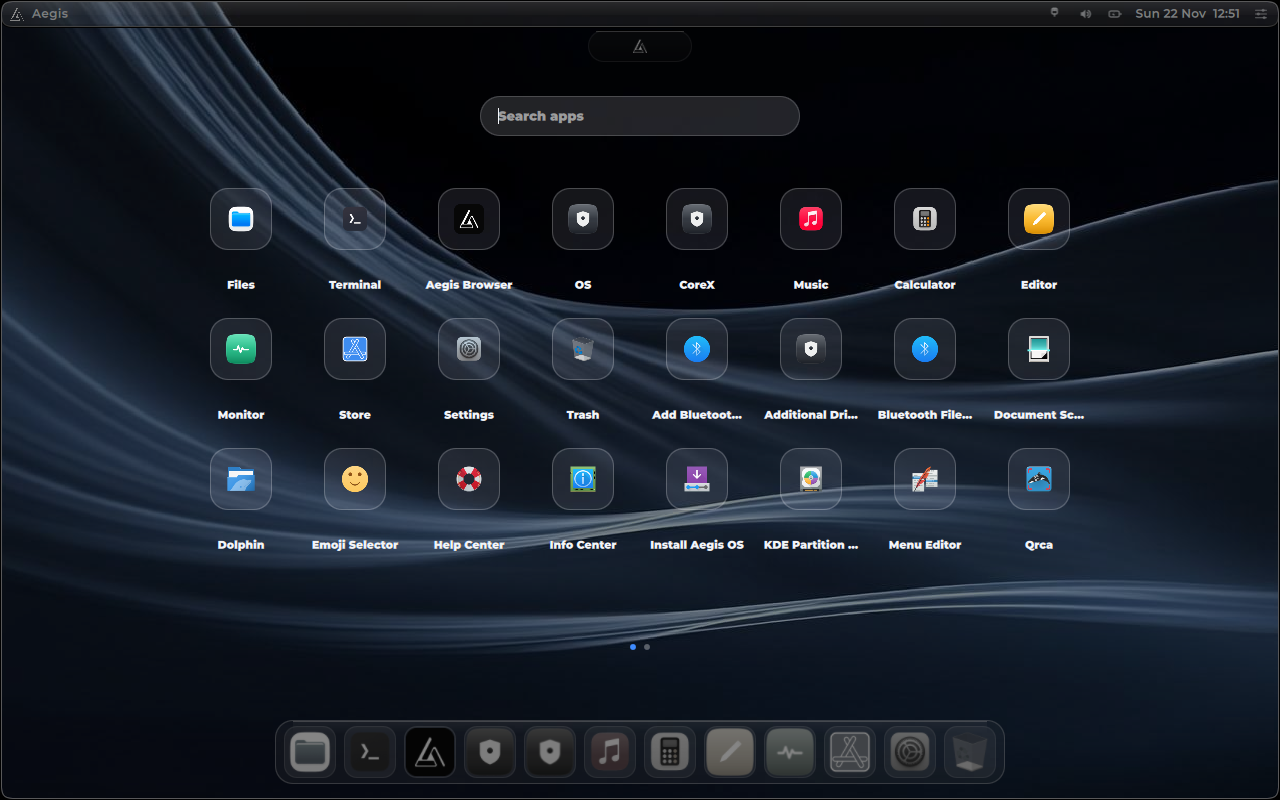 Aegis
Sun 22 Nov 12:51
Search apps
Files Terminal Aegis Browser OS CoreX Music Calculator Editor
Monitor Store Settings Trash Add Bluetoot... Additional Dri... Bluetooth File... Document Sc...
Dolphin Emoji Selector Help Center Info Center Install Aegis OS KDE Partition ... Menu Editor Qrca